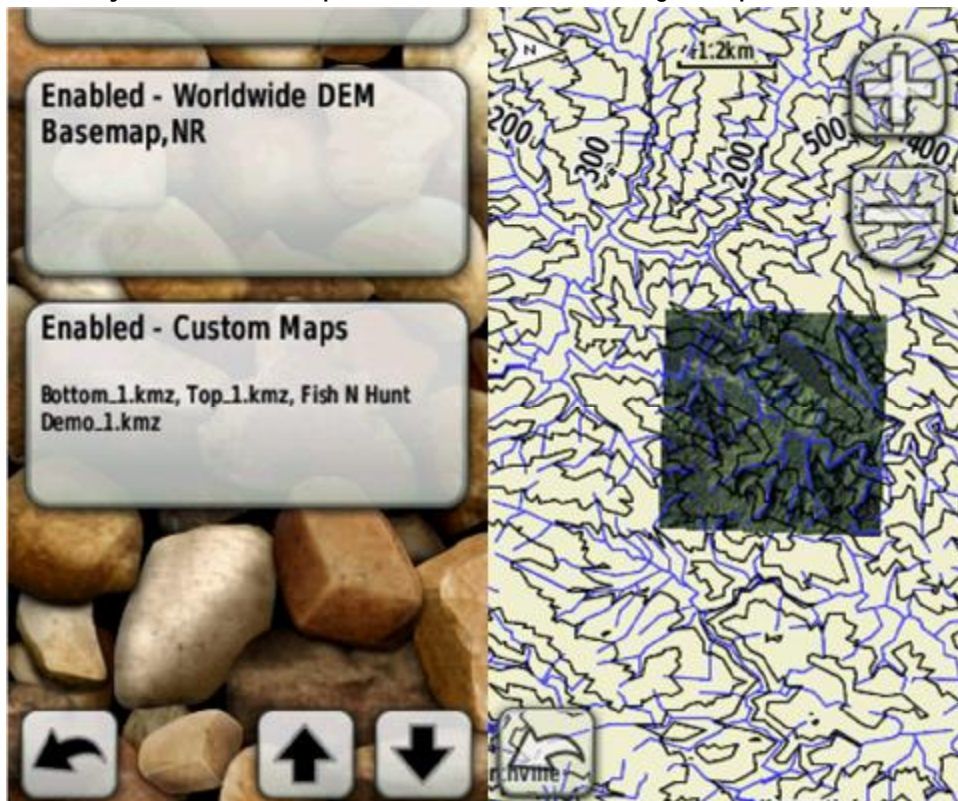 Enabled - Worldwide DEM
Basemap,NR
Enabled - Custom Maps
Bottom_1.kmz, Top_1.kmz, Fish N Hunt
Demo_1.kmz
N
1.2km
200
300
200
500
400